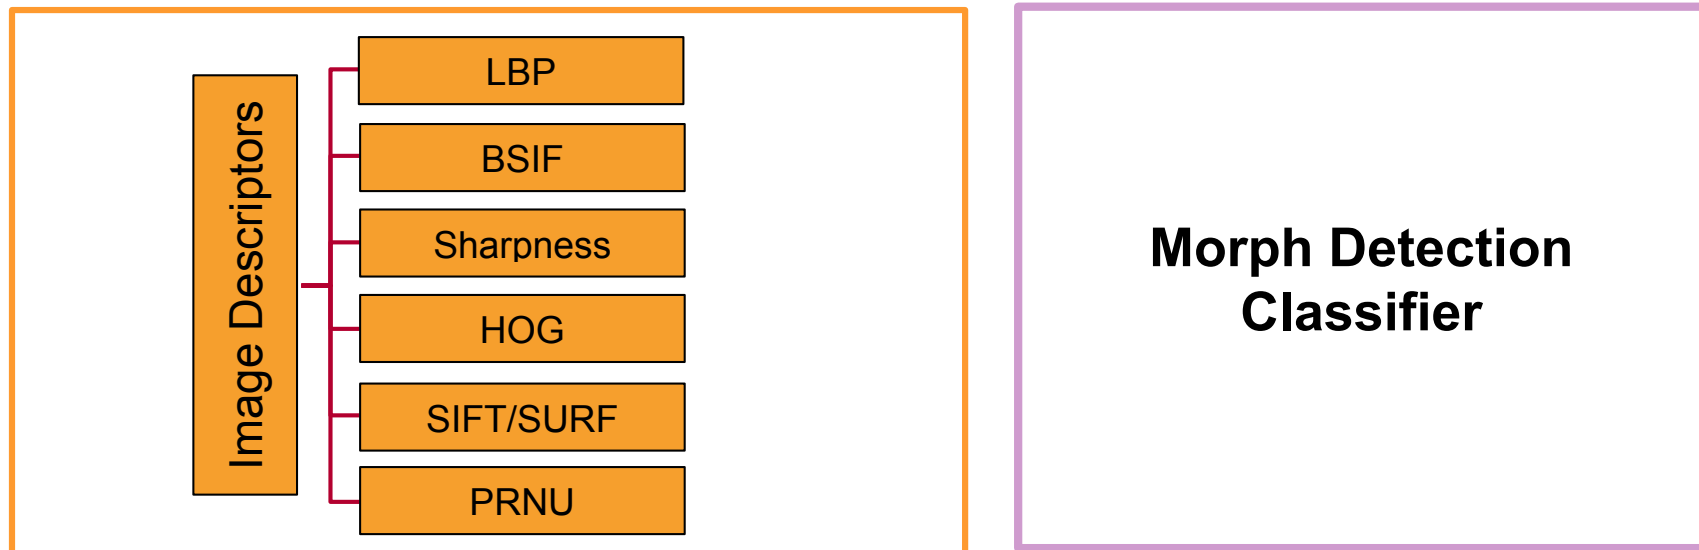 Image Descriptors
LBP
BSIF
Sharpness
HOG
SIFT/SURF
PRNU
Morph Detection
Classifier